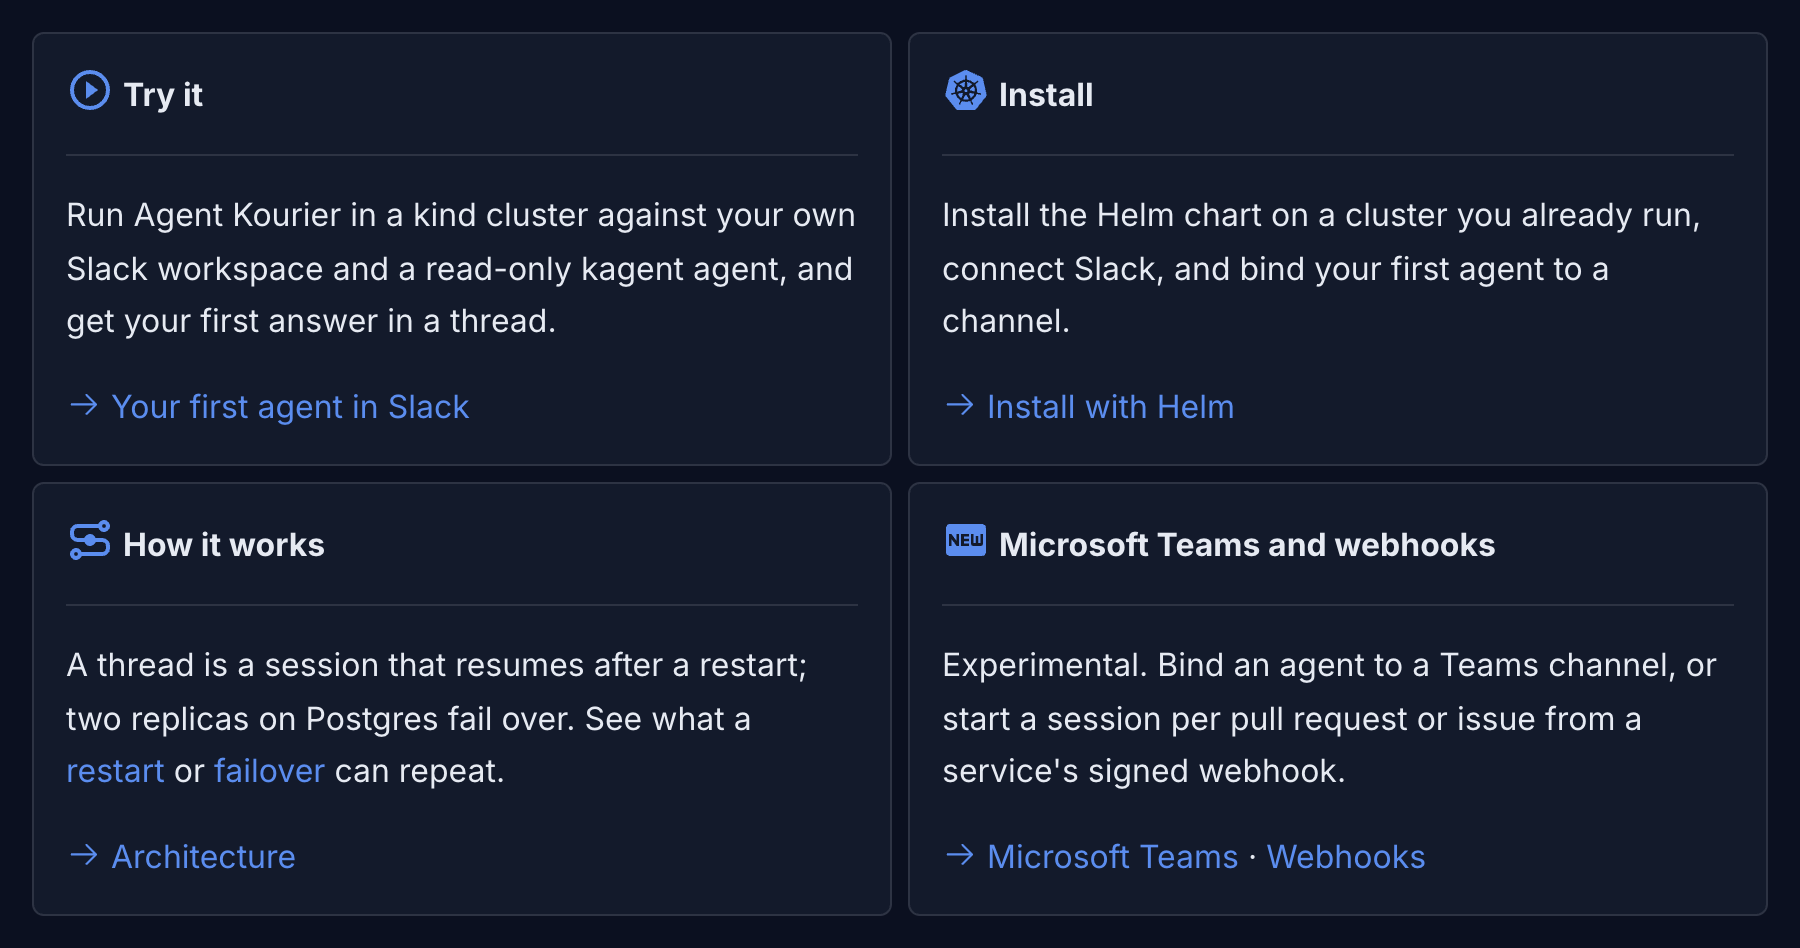 Try it
Run Agent Kourier in a kind cluster against your own
Slack workspace and a read-only kagent agent, and
get your first answer in a thread.
→ Your first agent in Slack
Install
Install the Helm chart on a cluster you already run,
connect Slack, and bind your first agent to a
channel.
→ Install with Helm
How it works
A thread is a session that resumes after a restart;
two replicas on Postgres fail over. See what a
restart or failover can repeat.
→ Architecture
NEW Microsoft Teams and webhooks
Experimental. Bind an agent to a Teams channel, or
start a session per pull request or issue from a
service's signed webhook.
→ Microsoft Teams · Webhooks